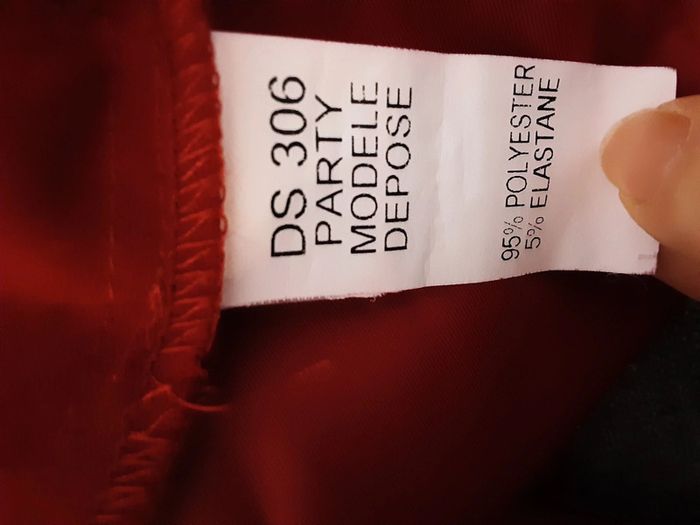 DS 306
PARTY
MODELE
DEPOSE
95% POLYESTER
5% ELASTANE